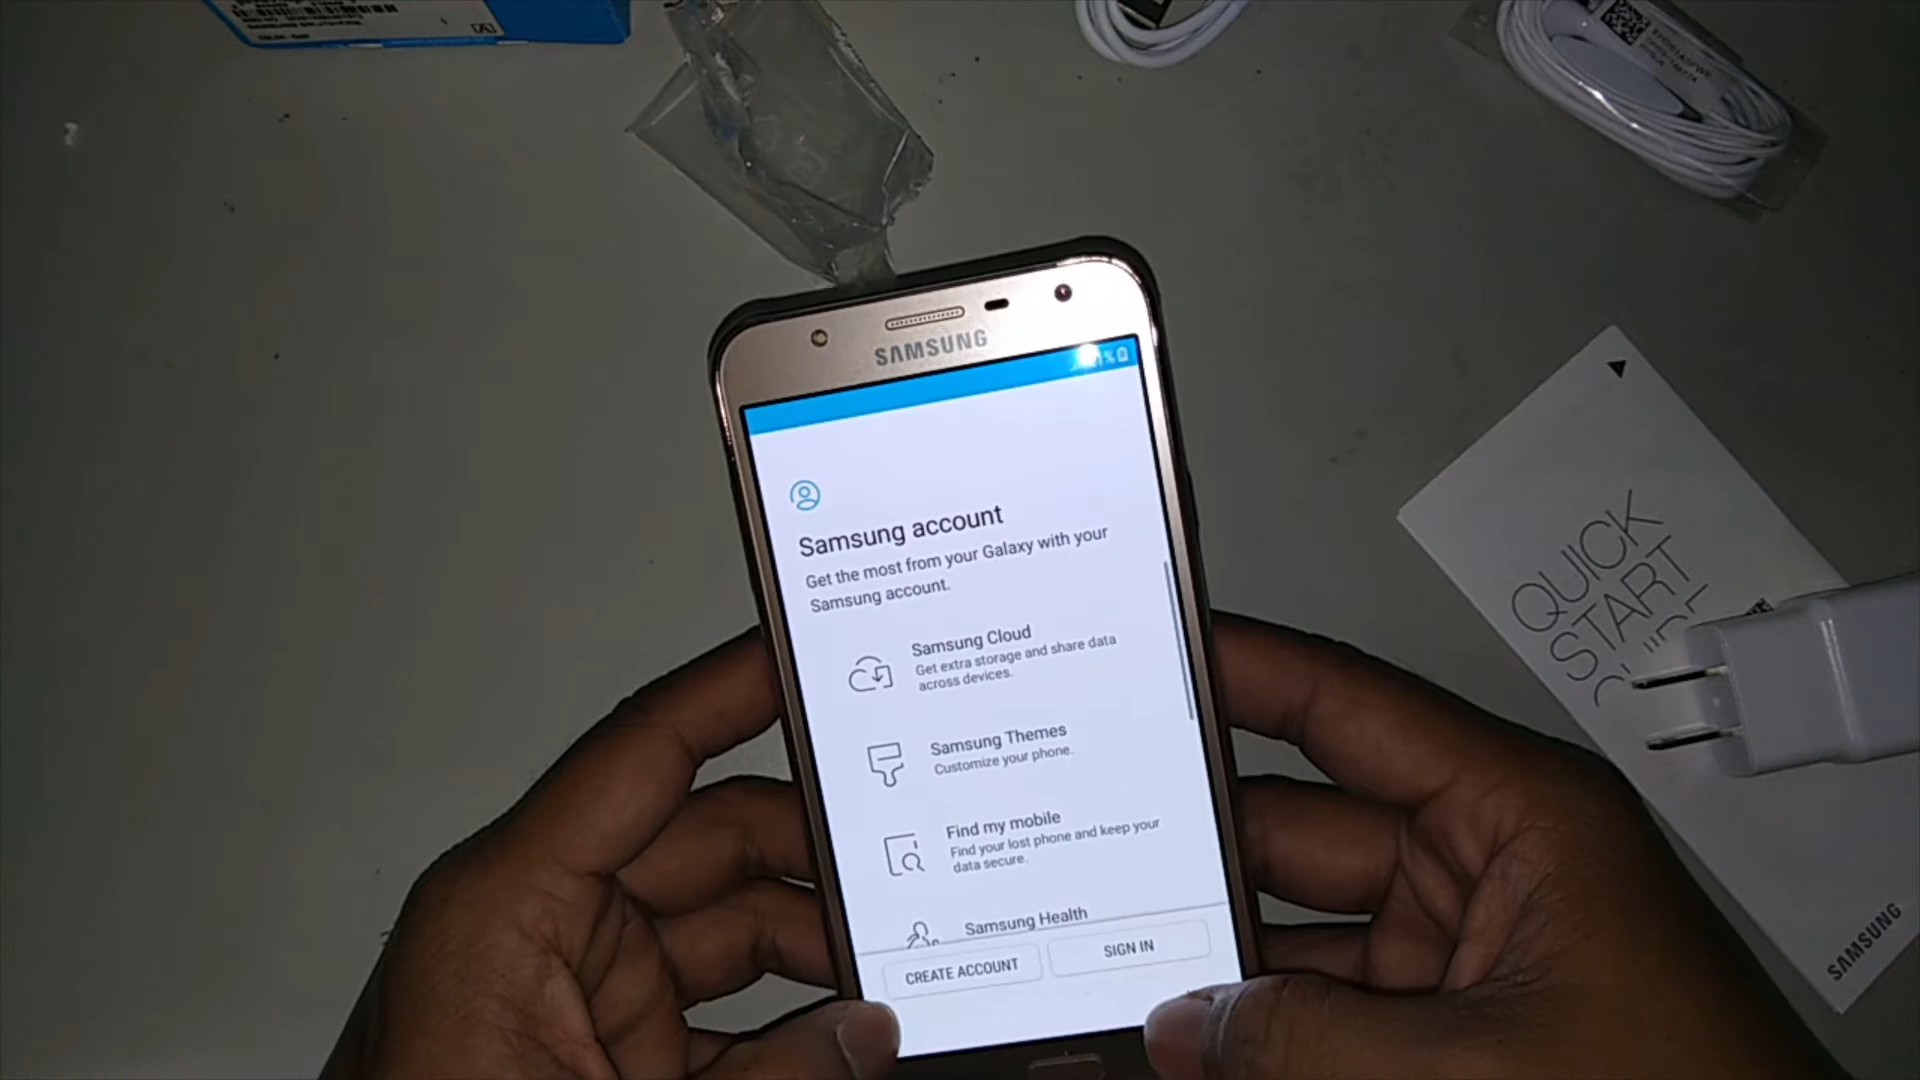 SAMSUNG
Samsung account
Get the most from your Galaxy with your
Samsung account.
Samsung Cloud
Get extra storage and share data
across devices.
Samsung Themes
Customize your phone.
Find my mobile
Find your lost phone and keep your
data secure.
Samsung Health
CREATE ACCOUNT
SIGN IN
QUICK
START
SAMSUNG